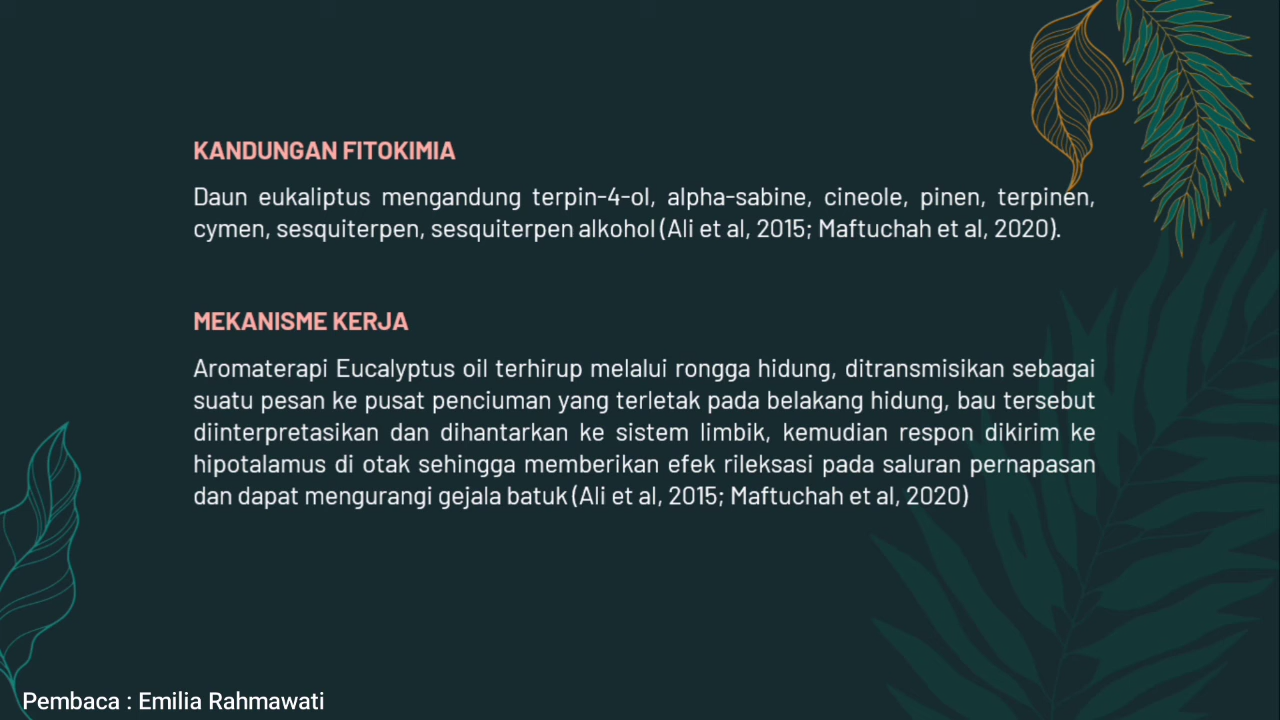 KANDUNGAN FITOKIMIA
Daun eukaliptus mengandung terpin-4-ol, alpha-sabine, cineole, pinen, terpinen,
cymen, sesquiterpen, sesquiterpen alkohol (Ali et al, 2015; Maftuchah et al, 2020).
MEKANISME KERJA
Aromaterapi Eucalyptus oil terhirup melalui rongga hidung, ditransmisikan sebagai
suatu pesan ke pusat penciuman yang terletak pada belakang hidung, bau tersebut
diinterpretasikan dan dihantarkan ke sistem limbik, kemudian respon dikirim ke
hipotalamus di otak sehingga memberikan efek rileksasi pada saluran pernapasan
dan dapat mengurangi gejala batuk (Ali et al, 2015; Maftuchah et al, 2020)
Pembaca : Emilia Rahmawati